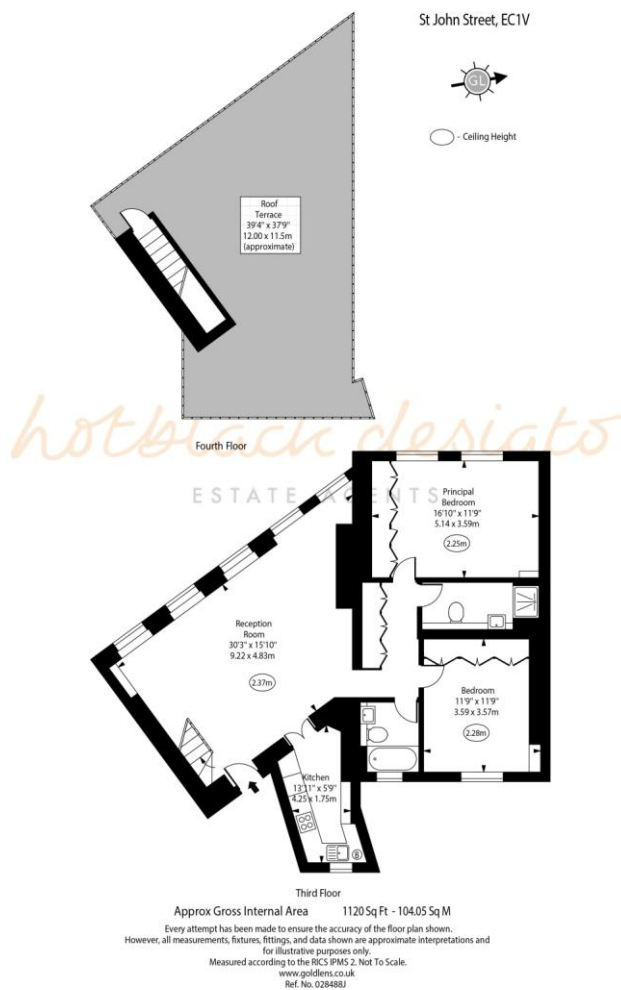 St John Street, EC1V
GL
- Ceiling Height
Roof
Terrace
39'4" x 37'9"
12.00 x 11.5m
(approximate)
hotblack desiato
Fourth Floor
ESTATE AGENTS
Principal
Bedroom
16'10" x 11'9"
5.14 x 3.59m
2.25m
Reception
Room
30'3" x 15'10"
9.22 x 4.83m
2.37m
Bedroom
11'9" x 11'9"
3.59 x 3.57m
2.28m
Kitchen
13'11" x 5'9"
4.25 x 1.75m
B
Third Floor
Approx Gross Internal Area 1120 Sq Ft - 104.05 Sq M
Every attempt has been made to ensure the accuracy of the floor plan shown.
However, all measurements, fixtures, fittings, and data shown are approximate interpretations and
for illustrative purposes only.
Measured according to the RICS IPMS 2. Not To Scale.
www.goldlens.co.uk
Ref. No. 028488J